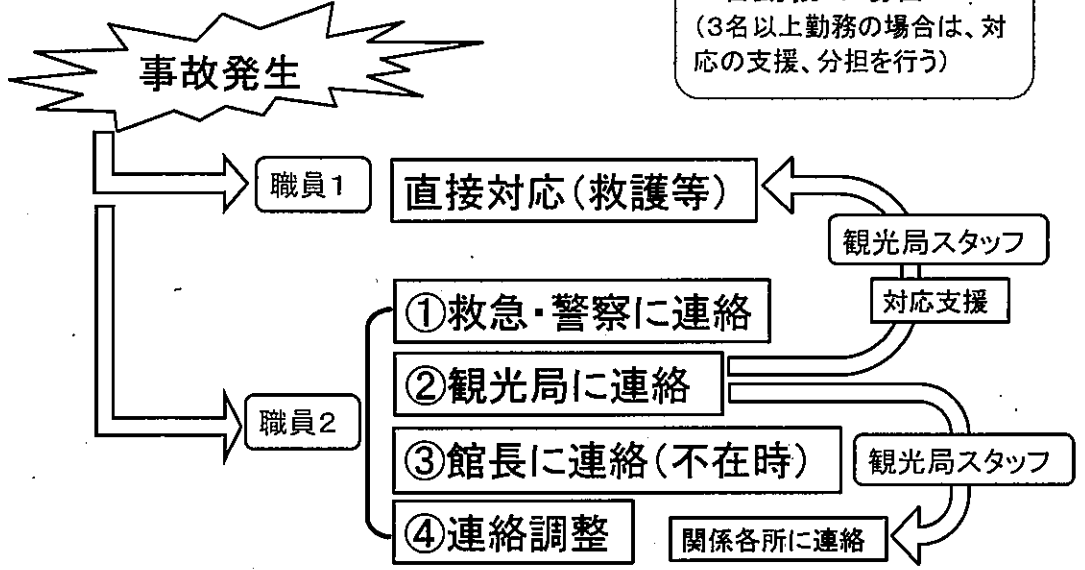 (3名以上勤務の場合は、対
応の支援、分担を行う)
事故発生
職員1
直接対応(救護等)
観光局スタッフ
対応支援
①救急・警察に連絡
②観光局に連絡
職員2
③館長に連絡(不在時)
観光局スタッフ
④連絡調整
関係各所に連絡